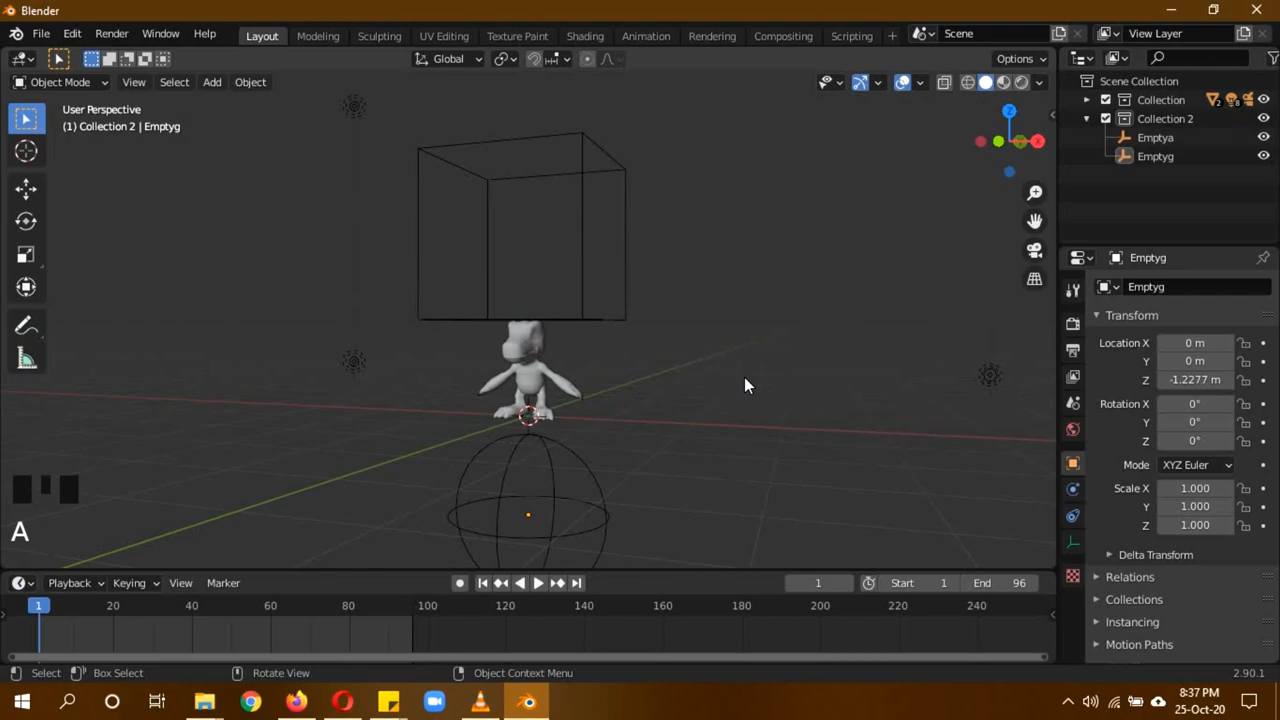 Blender
File Edit Render Window Help Layout Modeling Sculpting UV Editing Texture Paint Shading Animation Rendering Compositing Scripting + Scene View Layer
Global Options
Object Mode View Select Add Object
User Perspective
(1) Collection 2 | Emptyg
Z
Scene Collection
Collection 2 8
Collection 2
Emptya
Emptyg
Emptyg
Emptyg
Transform
Location X 0 m
Y 0 m
Z -1.2277 m
Rotation X 0°
Y 0°
Z 0°
Mode XYZ Euler
Scale X 1.000
Y 1.000
Z 1.000
Delta Transform
Relations
Collections
Instancing
Motion Paths
A
Playback Keying View Marker 1 Start 1 End 96
1 20 40 60 80 100 120 140 160 180 200 220 240
Select Box Select Rotate View Object Context Menu 2.90.1
8:37 PM
25-Oct-20